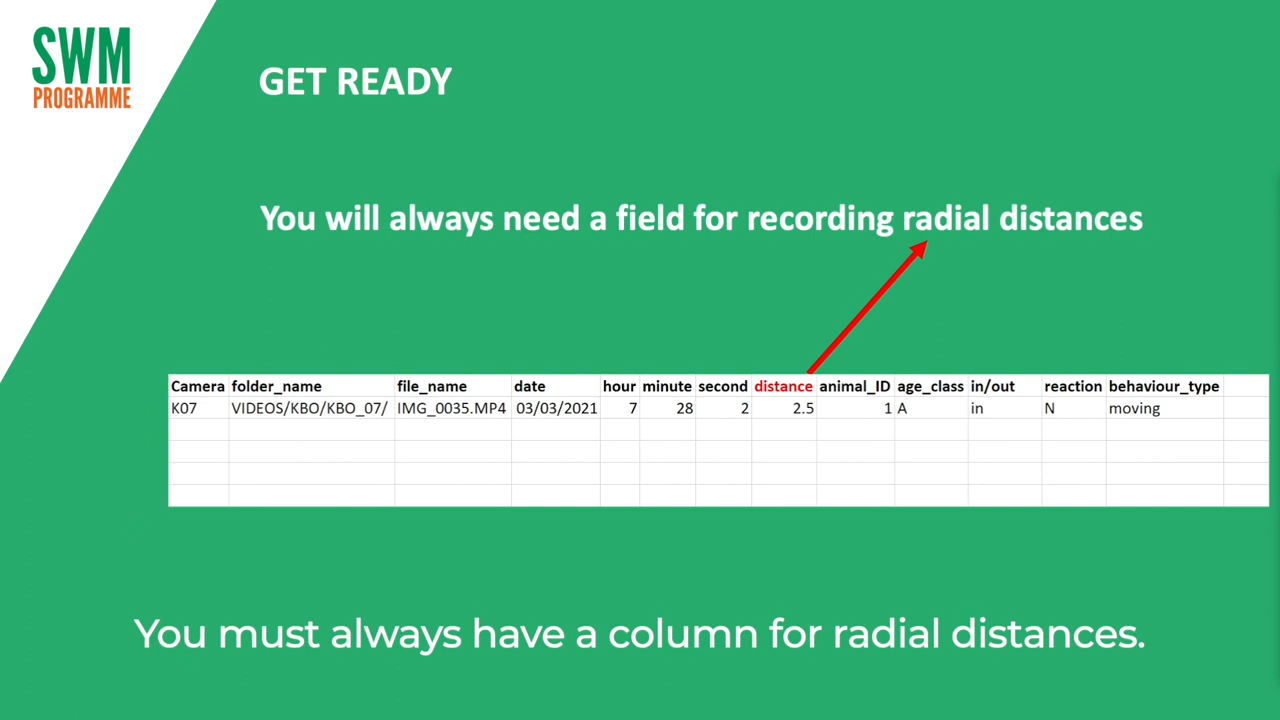 SWM
PROGRAMME
GET READY
You will always need a field for recording radial distances
Camera folder_name file_name date hour minute second distance animal_ID age_class in/out reaction behaviour_type
K07 VIDEOS/KBO/KBO_07/ IMG_0035.MP4 03/03/2021 7 28 2 2.5 1 A in N moving
You must always have a column for radial distances.